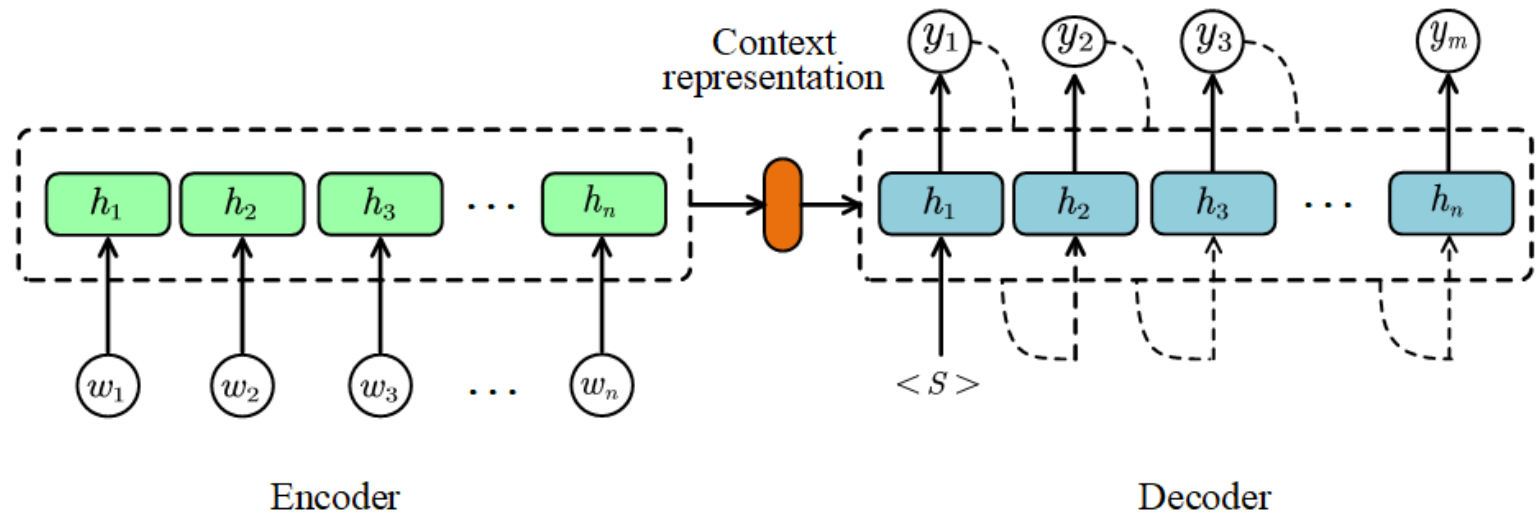 Context
representation
y₁ y₂ y₃ yₘ
h₁ h₂ h₃ ... hₙ
h₁ h₂ h₃ ... hₙ
w₁ w₂ w₃ ... wₙ
< S >
Encoder
Decoder